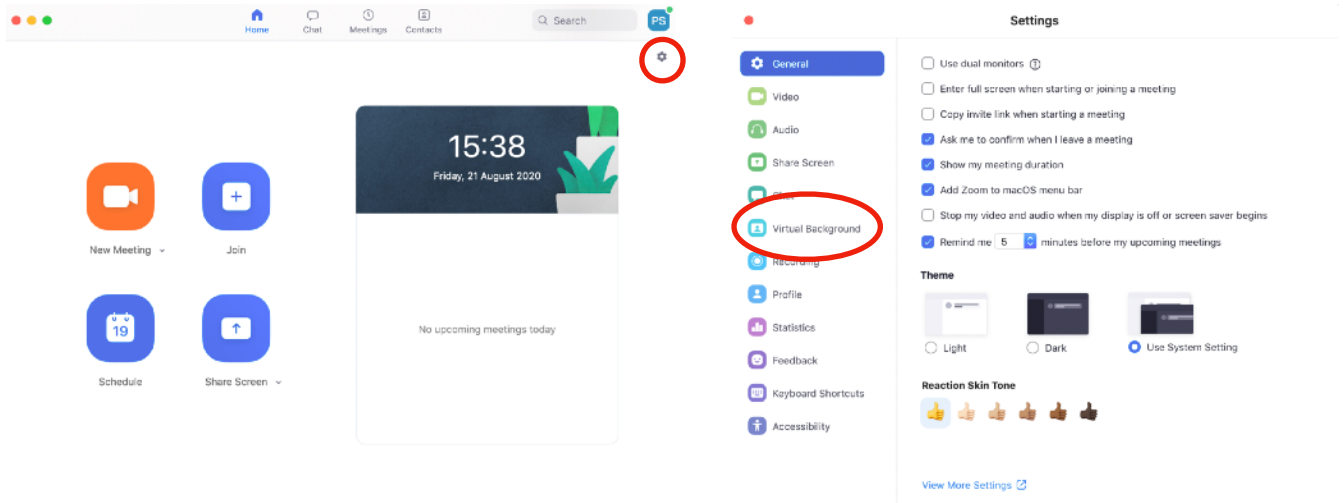 Home
Chat
Meetings
Contacts
Search
PS
15:38
Friday, 21 August 2020
New Meeting
Join
19
Schedule
Share Screen
No upcoming meetings today
Settings
General
Video
Audio
Share Screen
Chat
Virtual Background
Recording
Profile
Statistics
Feedback
Keyboard Shortcuts
Accessibility
Use dual monitors
Enter full screen when starting or joining a meeting
Copy invite link when starting a meeting
Ask me to confirm when I leave a meeting
Show my meeting duration
Add Zoom to macOS menu bar
Stop my video and audio when my display is off or screen saver begins
Remind me 5 minutes before my upcoming meetings
Theme
Light
Dark
Use System Setting
Reaction Skin Tone
View More Settings